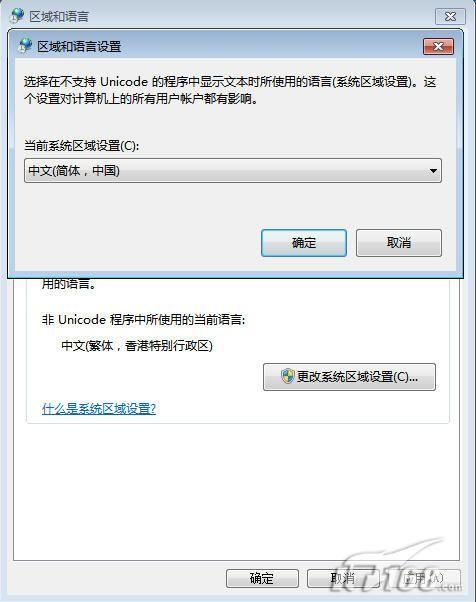 区域和语言
区域和语言设置
选择在不支持 Unicode 的程序中显示文本时所使用的语言(系统区域设置)。这
个设置对计算机上的所有用户帐户都有影响。
当前系统区域设置(C):
中文(简体，中国)
确定
取消
用的语言。
非 Unicode 程序中所使用的当前语言:
中文(繁体，香港特别行政区)
更改系统区域设置(C)...
什么是系统区域设置?
确定
取消
应用(A)
IT168.com